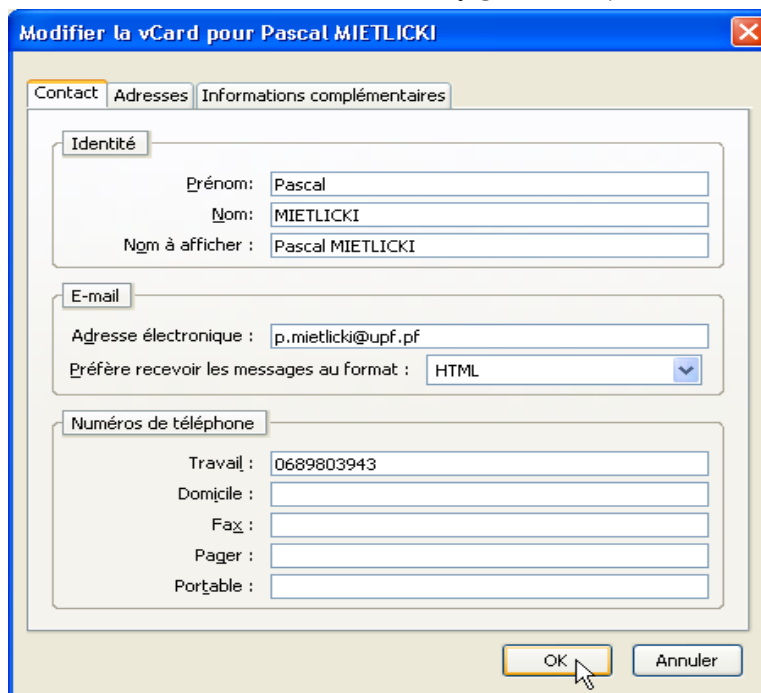 Modifier la vCard pour Pascal MIETLICKI
Contact Adresses Informations complémentaires
Identité
Prénom: Pascal
Nom: MIETLICKI
Nom à afficher : Pascal MIETLICKI
E-mail
Adresse électronique : p.mietlicki@upf.pf
Préfère recevoir les messages au format : HTML
Numéros de téléphone
Travail : 0689803943
Domicile :
Fax :
Pager :
Portable :
OK Annuler